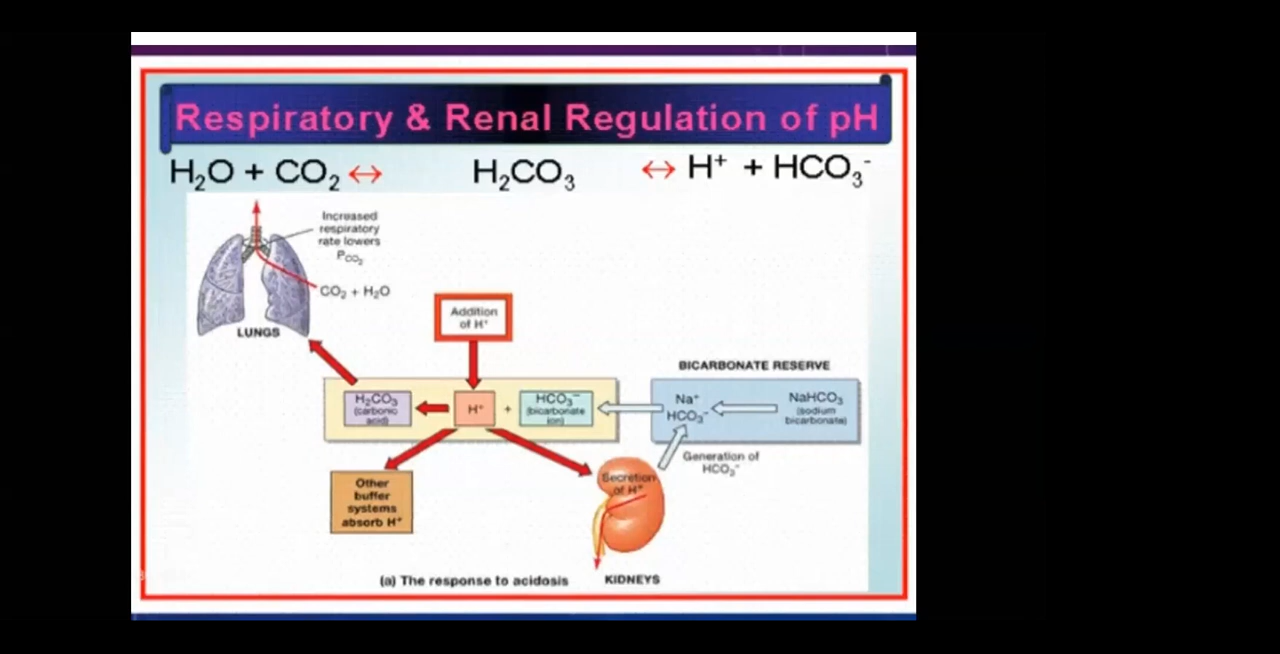 Respiratory & Renal Regulation of pH
H₂O + CO₂ ↔ H₂CO₃ ↔ H⁺ + HCO₃⁻
Increased
respiratory
rate lowers
PCO₂
CO₂ + H₂O
LUNGS
Addition
of H⁺
BICARBONATE RESERVE
H₂CO₃
(carbonic
acid)
H⁺
+
HCO₃⁻
(bicarbonate
ion)
Na⁺
HCO₃⁻
NaHCO₃
(sodium
bicarbonate)
Generation of
HCO₃⁻
Other
buffer
systems
absorb H⁺
Secretion
of H⁺
(a) The response to acidosis
KIDNEYS